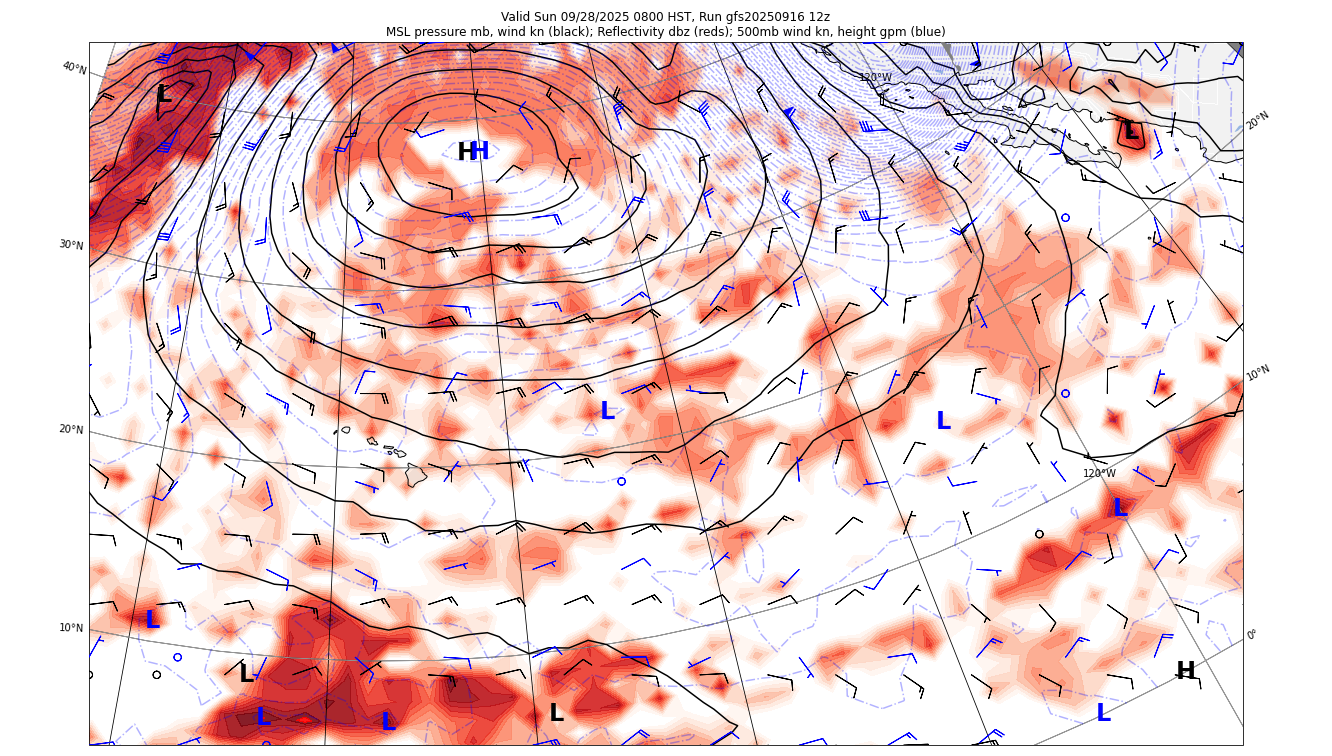 Valid Sun 09/28/2025 0800 HST, Run gfs20250916 12z
MSL pressure mb, wind kn (black); Reflectivity dbz (reds); 500mb wind kn, height gpm (blue)
40°N
120°W
20°N
L
L
H H
30°N
10°N
L
L
20°N
120°W
L
L
10°N
0°
L
H
L
L
L
L